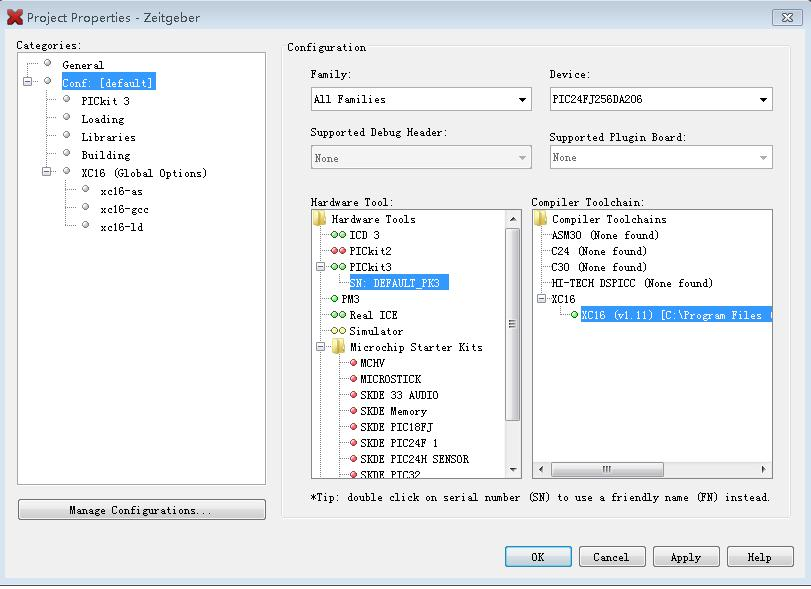 Project Properties - Zeitgeber
Categories:
General
Conf: [default]
PICkit 3
Loading
Libraries
Building
XC16 (Global Options)
xc16-as
xc16-gcc
xc16-ld
Manage Configurations...
Configuration
Family:
All Families
Device:
PIC24FJ256DA206
Supported Debug Header:
None
Supported Plugin Board:
None
Hardware Tool:
Hardware Tools
ICD 3
PICkit2
PICkit3
SN: DEFAULT_PK3
PM3
Real ICE
Simulator
Microchip Starter Kits
MCHV
MICROSTICK
SKDE 33 AUDIO
SKDE Memory
SKDE PIC18FJ
SKDE PIC24F 1
SKDE PIC24H SENSOR
SKDE PIC32
Compiler Toolchain:
Compiler Toolchains
ASM30 (None found)
C24 (None found)
C30 (None found)
HI-TECH DSPICC (None found)
XC16
XC16 (v1.11) [C:\Program Files (
*Tip: double click on serial number (SN) to use a friendly name (FN) instead.
OK
Cancel
Apply
Help